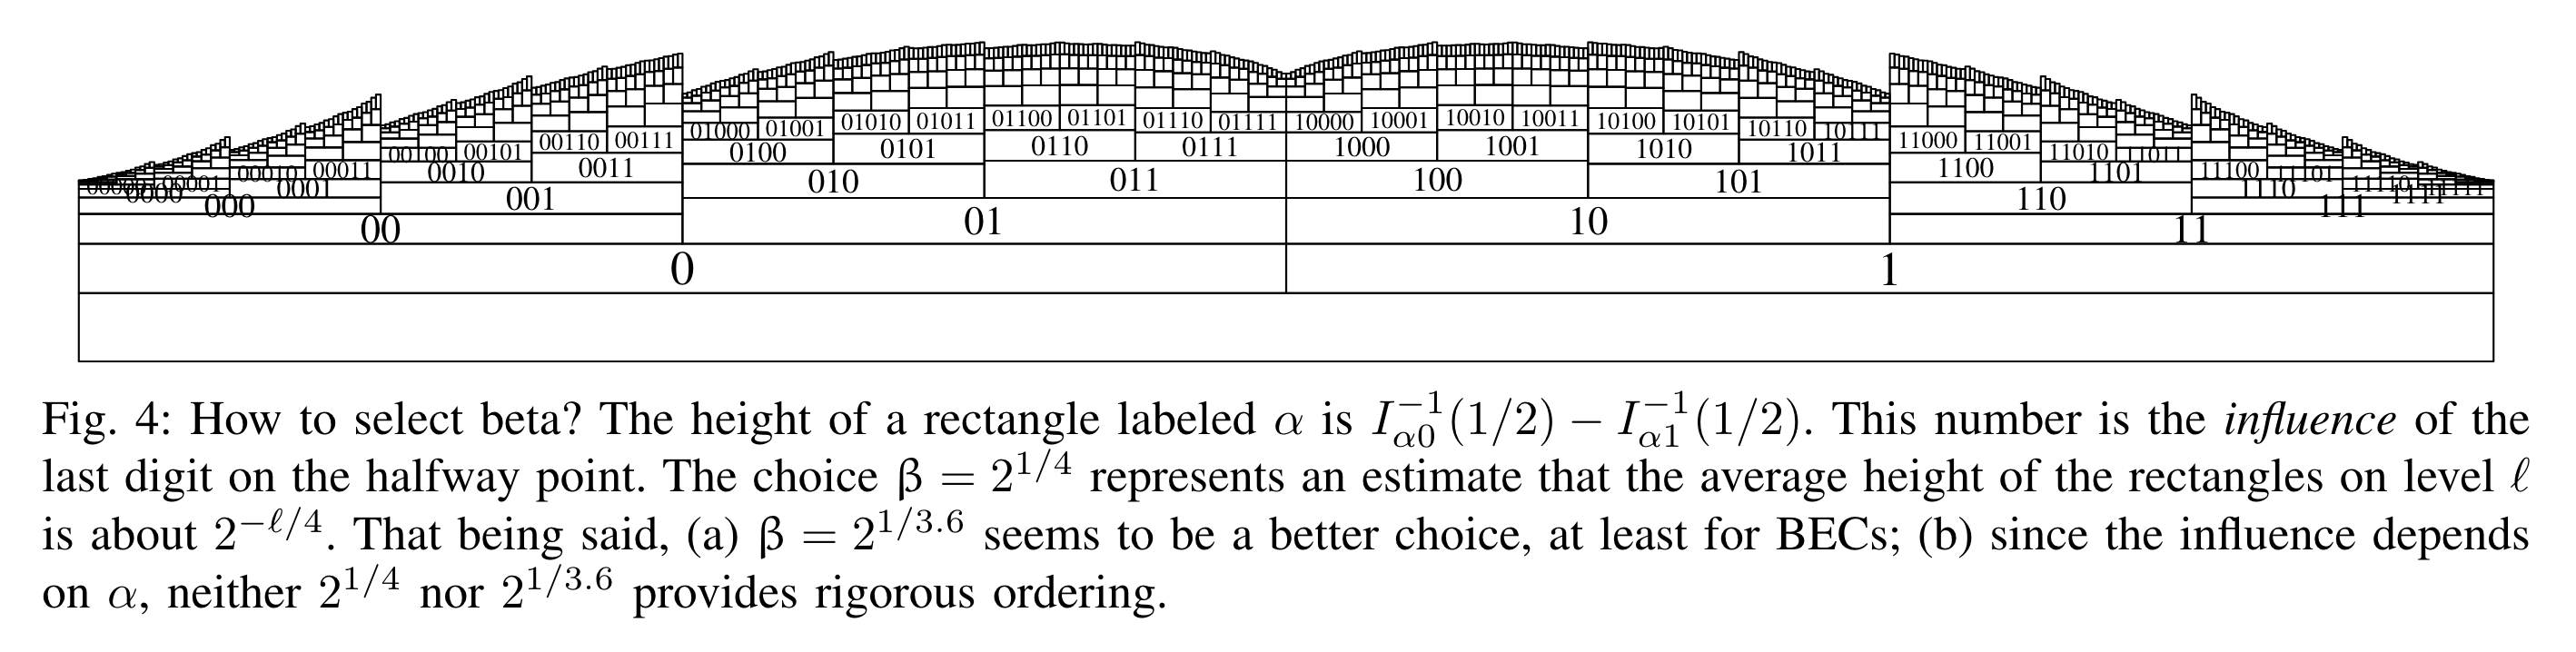 00000 00001 00010 00011 00100 00101 00110 00111 01000 01001 01010 01011 01100 01101 01110 01111 10000 10001 10010 10011 10100 10101 10110 10111 11000 11001 11010 11011 11100 11101 11110 11111
0000 0001 0010 0011 0100 0101 0110 0111 1000 1001 1010 1011 1100 1101 1110 1111
000 001 010 011 100 101 110 111
00 01 10 11
0 1
Fig. 4: How to select beta? The height of a rectangle labeled α is $I_{\alpha 0}^{-1}(1/2) - I_{\alpha 1}^{-1}(1/2)$. This number is the influence of the
last digit on the halfway point. The choice β = $2^{1/4}$ represents an estimate that the average height of the rectangles on level ℓ
is about $2^{-\ell/4}$. That being said, (a) β = $2^{1/3.6}$ seems to be a better choice, at least for BECs; (b) since the influence depends
on α, neither $2^{1/4}$ nor $2^{1/3.6}$ provides rigorous ordering.